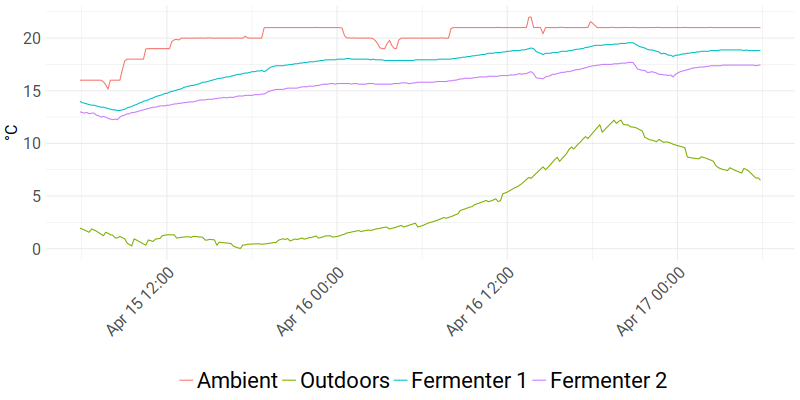 20
15
10
5
0
°C
Apr 15 12:00
Apr 16 00:00
Apr 16 12:00
Apr 17 00:00
Ambient Outdoors Fermenter 1 Fermenter 2